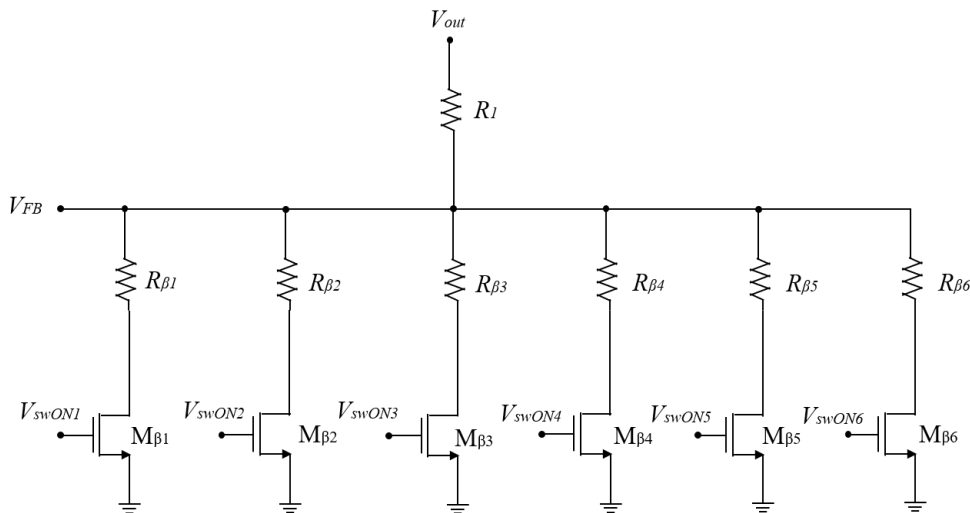 Vout
R1
VFB
Rβ1 Rβ2 Rβ3 Rβ4 Rβ5 Rβ6
VswON1 VswON2 VswON3 VswON4 VswON5 VswON6
Mβ1 Mβ2 Mβ3 Mβ4 Mβ5 Mβ6